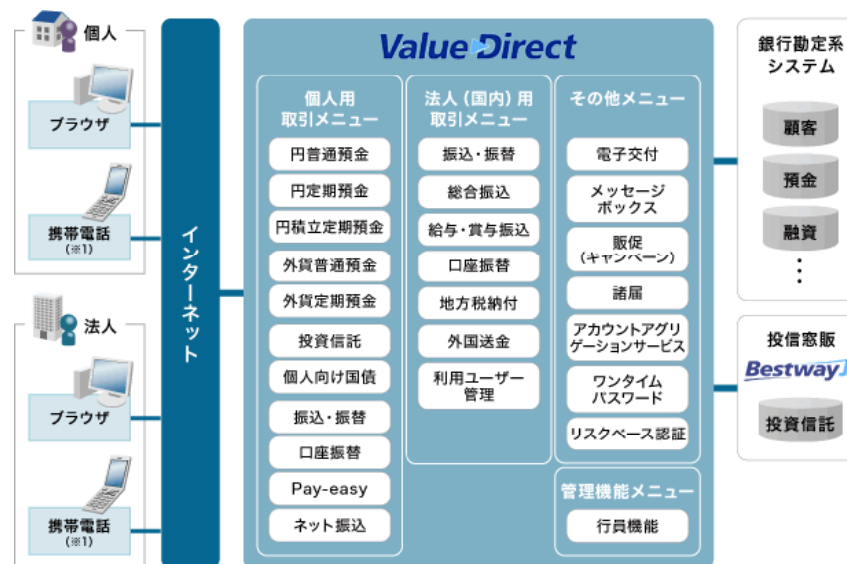 個人
ブラウザ
携帯電話
(※1)
法人
ブラウザ
携帯電話
(※1)
インターネット
Value Direct
個人用
取引メニュー
円普通預金
円定期預金
円積立定期預金
外貨普通預金
外貨定期預金
投資信託
個人向け国債
振込・振替
口座振替
Pay-easy
ネット振込
法人(国内)用
取引メニュー
振込・振替
総合振込
給与・賞与振込
口座振替
地方税納付
外国送金
利用ユーザー
管理
その他メニュー
電子交付
メッセージ
ボックス
販促
(キャンペーン)
諸届
アカウントアグリ
ゲーションサービス
ワンタイム
パスワード
リスクベース認証
管理機能メニュー
行員機能
銀行勘定系
システム
顧客
預金
融資
投信窓販
BestwayJ
投資信託